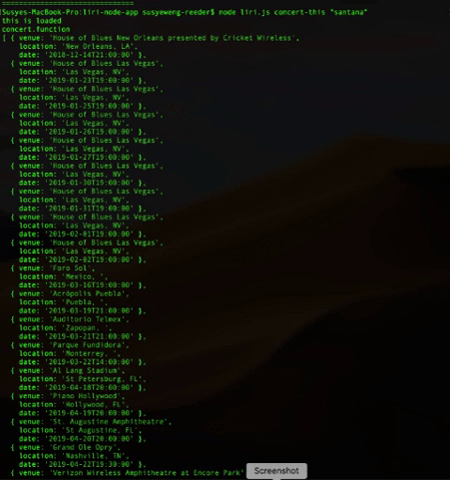 ==============================
Susyes-MacBook-Pro:liri-node-app susyeweng-reeder$ node liri.js concert-this "santana"
this is loaded
concert.function
[ { venue: 'House of Blues New Orleans presented by Cricket Wireless',
location: 'New Orleans, LA',
date: '2018-12-14T21:00:00' },
{ venue: 'House of Blues Las Vegas',
location: 'Las Vegas, NV',
date: '2019-01-23T19:00:00' },
{ venue: 'House of Blues Las Vegas',
location: 'Las Vegas, NV',
date: '2019-01-25T19:00:00' },
{ venue: 'House of Blues Las Vegas',
location: 'Las Vegas, NV',
date: '2019-01-26T19:00:00' },
{ venue: 'House of Blues Las Vegas',
location: 'Las Vegas, NV',
date: '2019-01-27T19:00:00' },
{ venue: 'House of Blues Las Vegas',
location: 'Las Vegas, NV',
date: '2019-01-30T19:00:00' },
{ venue: 'House of Blues Las Vegas',
location: 'Las Vegas, NV',
date: '2019-01-31T19:00:00' },
{ venue: 'House of Blues Las Vegas',
location: 'Las Vegas, NV',
date: '2019-02-01T19:00:00' },
{ venue: 'House of Blues Las Vegas',
location: 'Las Vegas, NV',
date: '2019-02-02T19:00:00' },
{ venue: 'Foro Sol',
location: 'Mexico, ',
date: '2019-03-16T19:00:00' },
{ venue: 'Acrópolis Puebla',
location: 'Puebla, ',
date: '2019-03-19T21:00:00' },
{ venue: 'Auditorio Telmex',
location: 'Zapopan, ',
date: '2019-03-21T21:00:00' },
{ venue: 'Parque Fundidora',
location: 'Monterrey, ',
date: '2019-03-22T14:00:00' },
{ venue: 'Al Lang Stadium',
location: 'St Petersburg, FL',
date: '2019-04-18T20:00:00' },
{ venue: 'Piano Hollywood',
location: 'Hollywood, FL',
date: '2019-04-19T20:00:00' },
{ venue: 'St. Augustine Amphitheatre',
location: 'St Augustine, FL',
date: '2019-04-20T20:00:00' },
{ venue: 'Grand Ole Opry',
location: 'Nashville, TN',
date: '2019-04-22T19:30:00' },
{ venue: 'Verizon Wireless Amphitheatre at Encore Park'
Screenshot